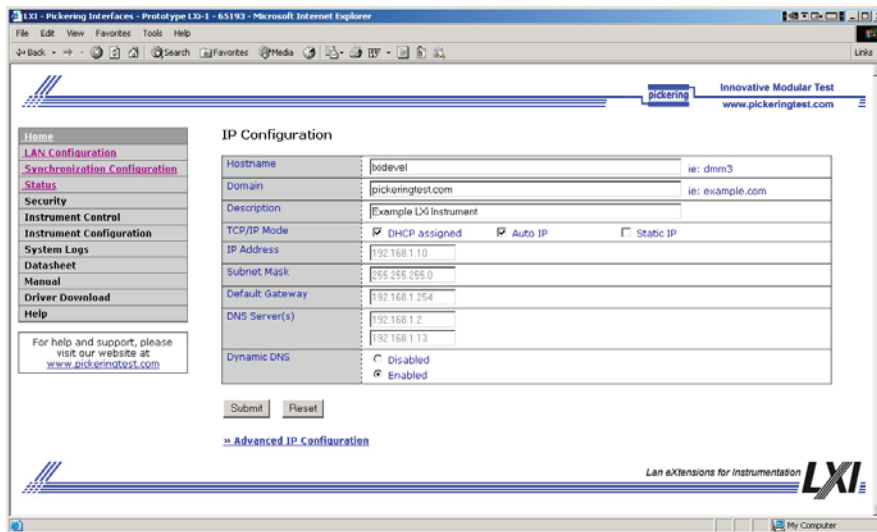 LXI - Pickering Interfaces - Prototype LXi-1 - 65193 - Microsoft Internet Explorer
File Edit View Favorites Tools Help
Back Search Favorites Media Links
pickering Innovative Modular Test
www.pickeringtest.com
Home
LAN Configuration
Synchronization Configuration
Status
Security
Instrument Control
Instrument Configuration
System Logs
Datasheet
Manual
Driver Download
Help
For help and support, please
visit our website at
www.pickeringtest.com
IP Configuration
Hostname lxidevel ie: dmm3
Domain pickeringtest.com ie: example.com
Description Example LXi Instrument
TCP/IP Mode DHCP assigned Auto IP Static IP
IP Address 192.168.1.10
Subnet Mask 255.255.255.0
Default Gateway 192.168.1.254
DNS Server(s) 192.168.1.2
192.168.1.13
Dynamic DNS Disabled
Enabled
Submit Reset
» Advanced IP Configuration
Lan eXtensions for Instrumentation LXI
My Computer